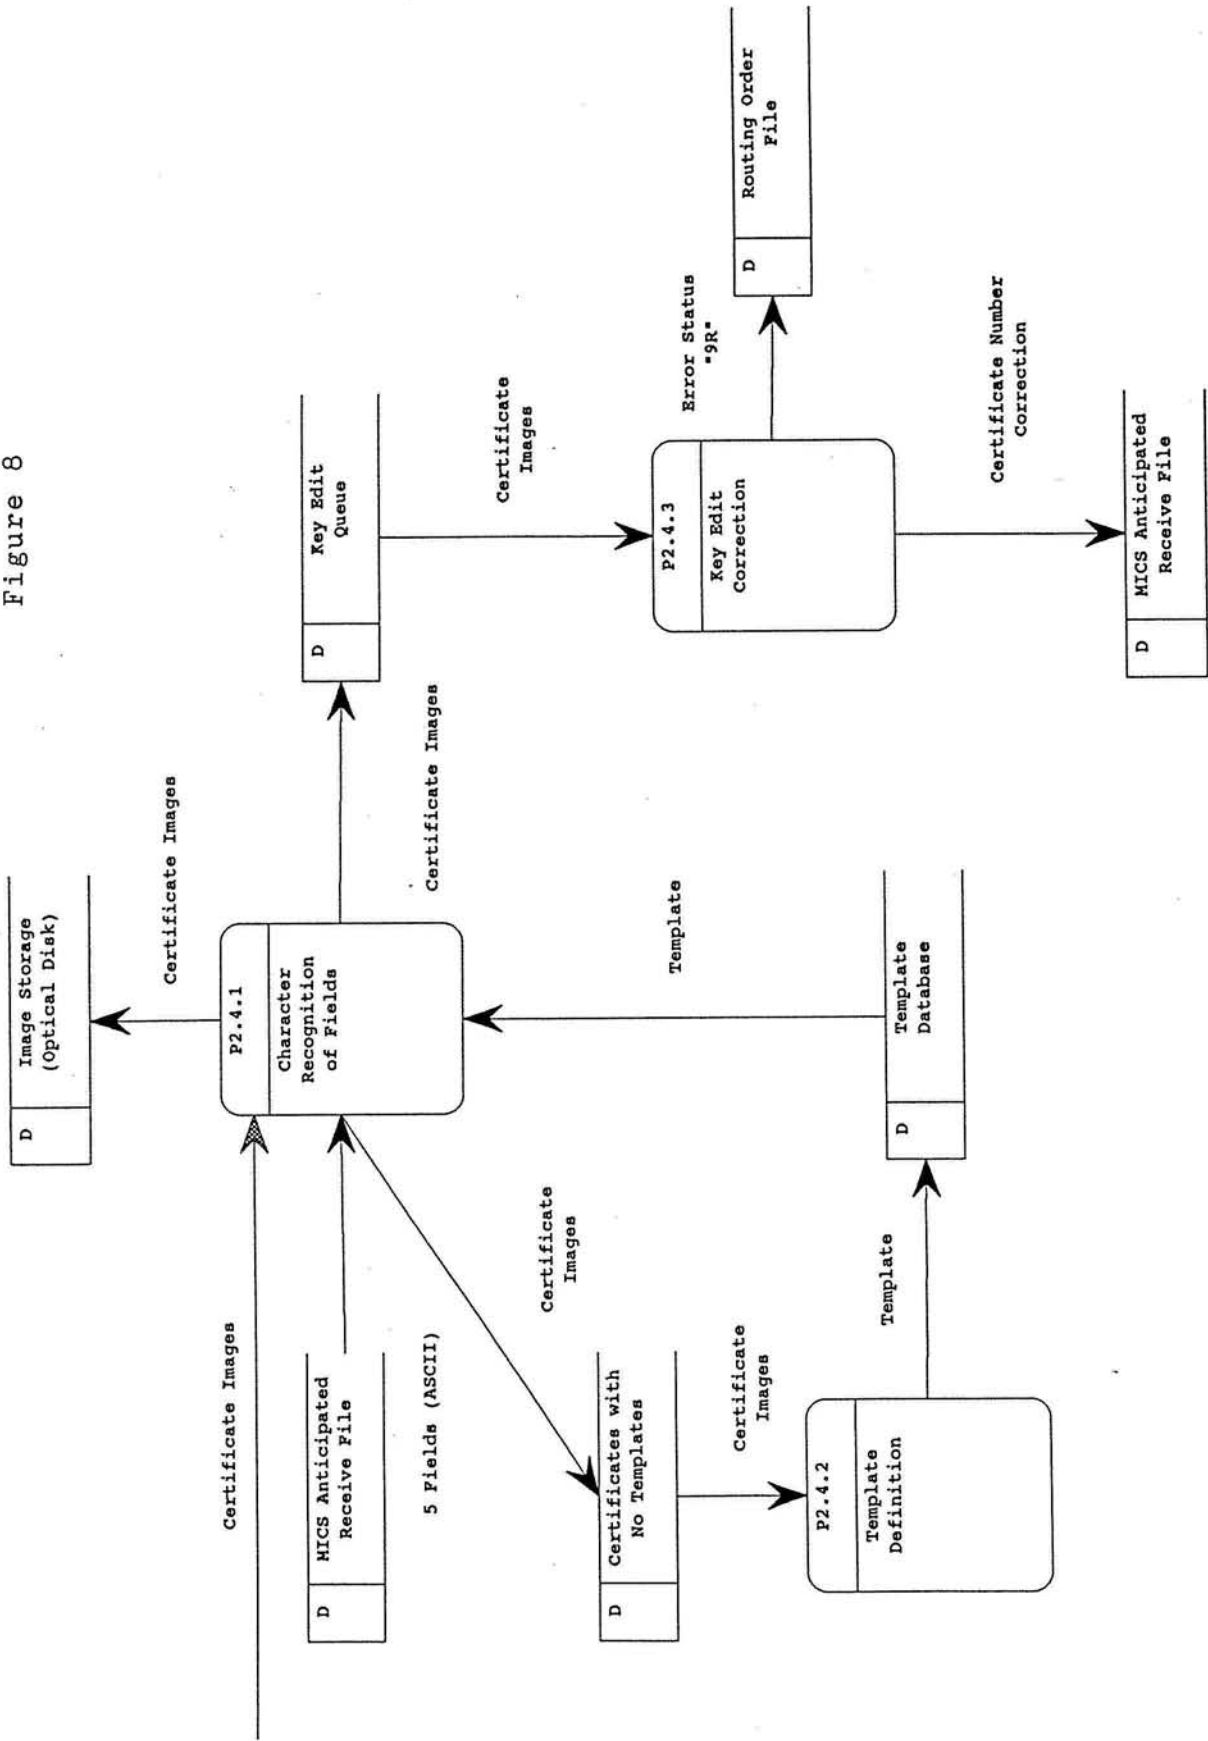 Figure 8
D
Image Storage
(Optical Disk)
Certificate Images
Certificate Images
P2.4.1
Character
Recognition
of Fields
Certificate Images
D
Key Edit
Queue
D
MICS Anticipated
Receive File
5 Fields (ASCII)
Certificate
Images
Template
Certificate
Images
D
Certificates with
No Templates
Certificate
Images
P2.4.2
Template
Definition
Template
D
Template
Database
P2.4.3
Key Edit
Correction
Error Status
"9R"
D
Routing Order
File
Certificate Number
Correction
D
MICS Anticipated
Receive File